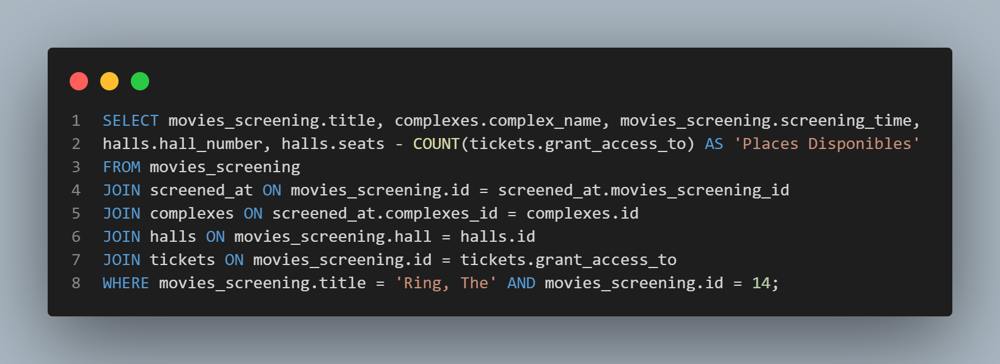 1 SELECT movies_screening.title, complexes.complex_name, movies_screening.screening_time,
2 halls.hall_number, halls.seats - COUNT(tickets.grant_access_to) AS 'Places Disponibles'
3 FROM movies_screening
4 JOIN screened_at ON movies_screening.id = screened_at.movies_screening_id
5 JOIN complexes ON screened_at.complexes_id = complexes.id
6 JOIN halls ON movies_screening.hall = halls.id
7 JOIN tickets ON movies_screening.id = tickets.grant_access_to
8 WHERE movies_screening.title = 'Ring, The' AND movies_screening.id = 14;